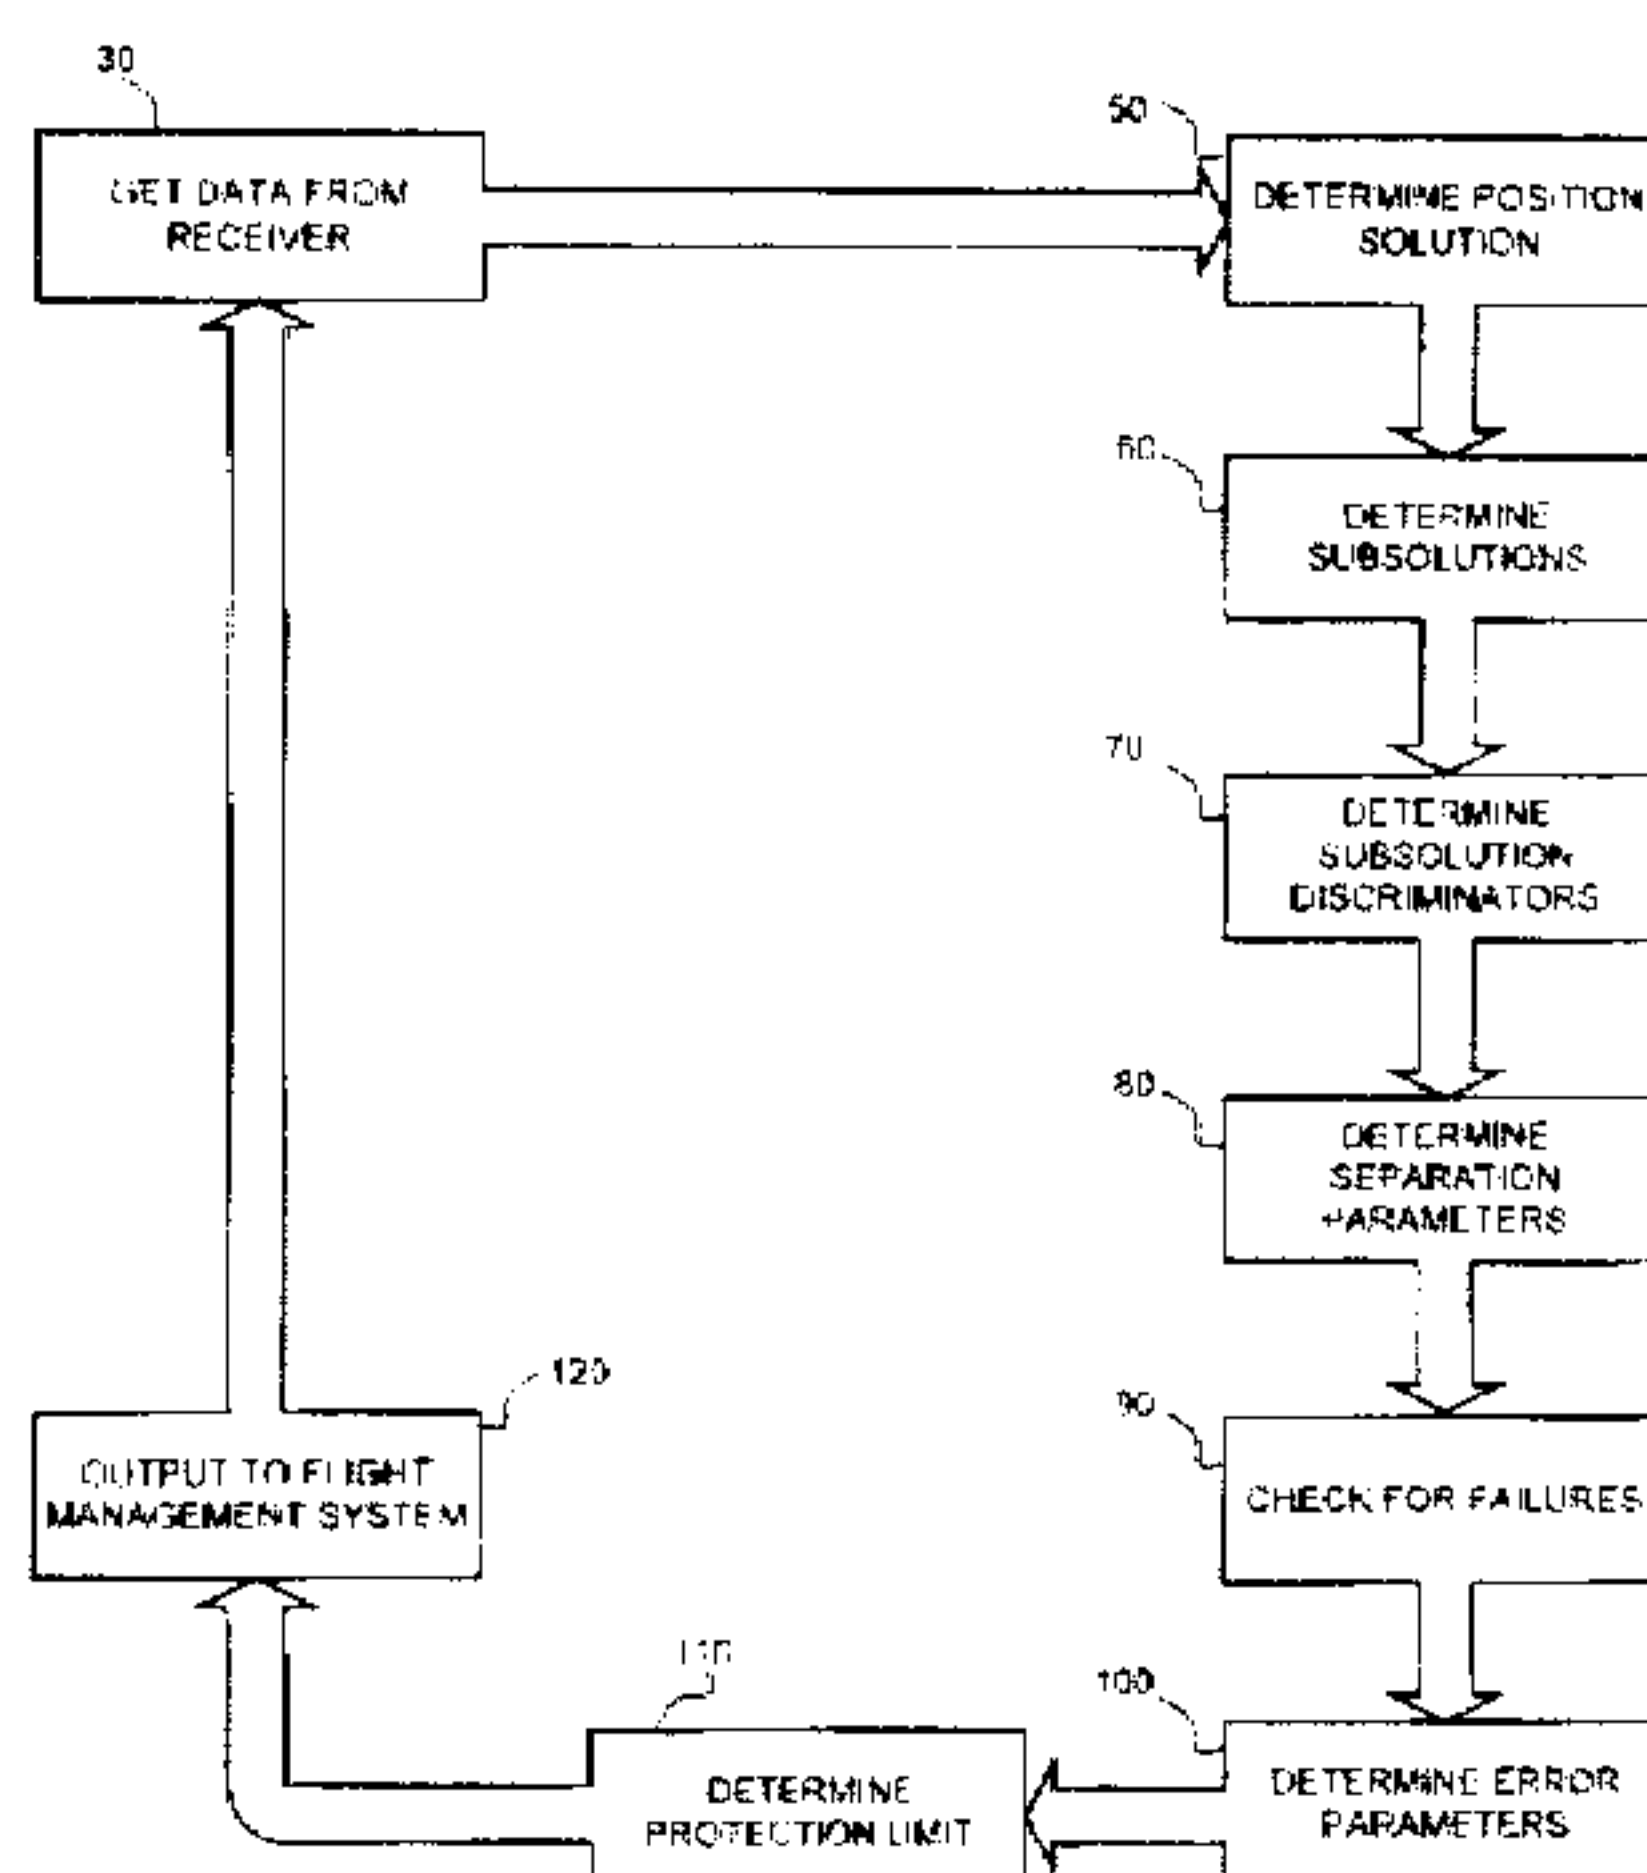 30
GET DATA FROM
RECEIVER
50
DETERMINE POSITION
SOLUTION
60
DETERMINE
SUBSOLUTIONS
70
DETERMINE
SUBSOLUTION
DISCRIMINATORS
80
DETERMINE
SEPARATION
PARAMETERS
90
CHECK FOR FAILURES
100
DETERMINE ERROR
PARAMETERS
110
DETERMINE
PROTECTION LIMIT
120
OUTPUT TO FLIGHT
MANAGEMENT SYSTEM